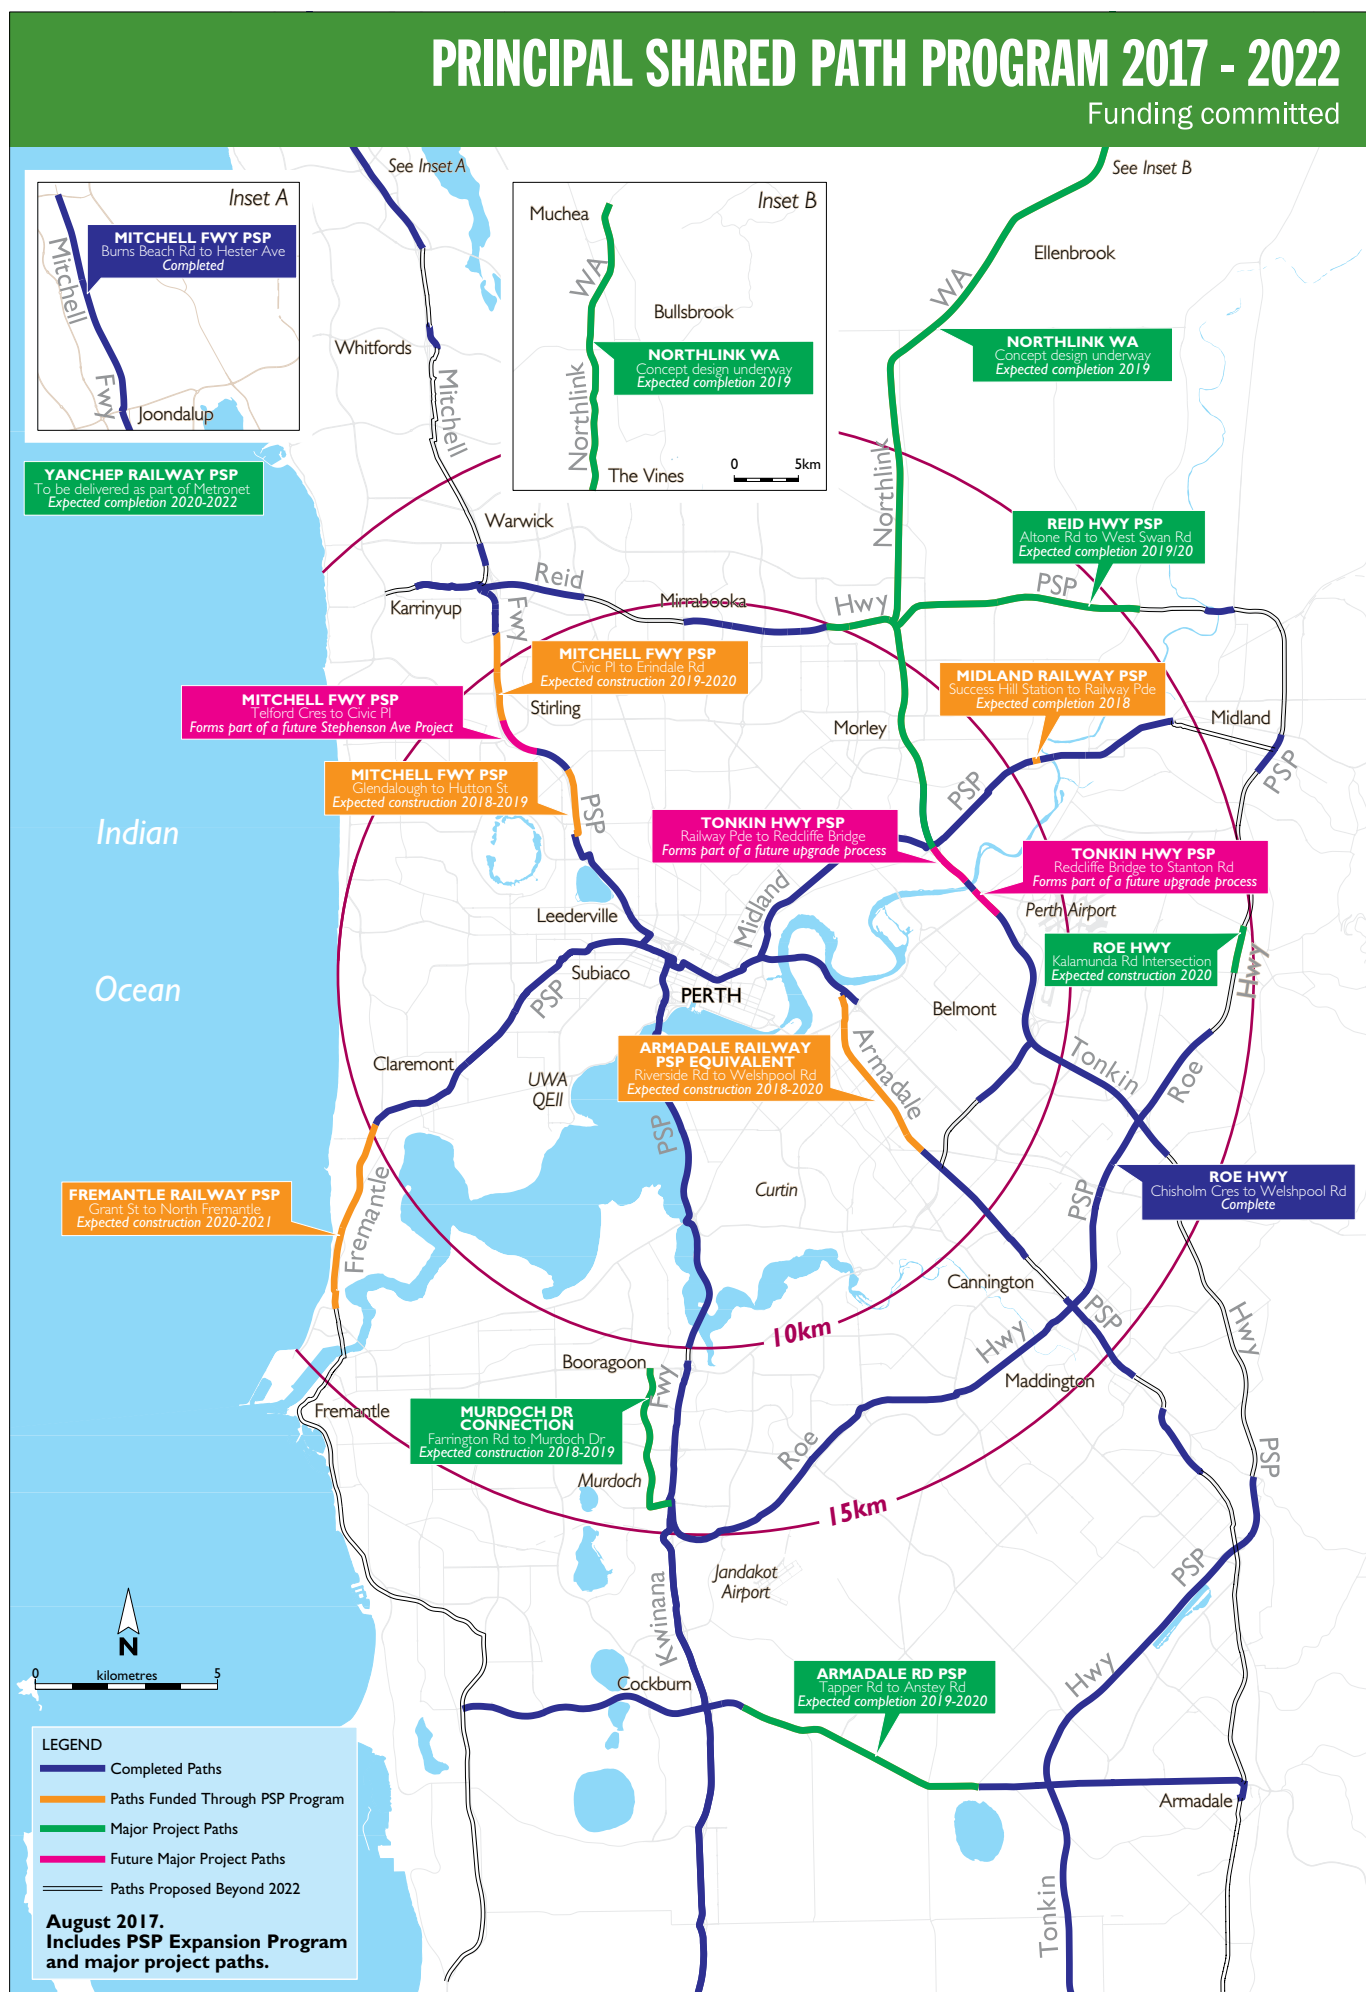 PRINCIPAL SHARED PATH PROGRAM 2017 - 2022
Funding committed
See Inset A
See Inset B
Inset A
MITCHELL FWY PSP
Burns Beach Rd to Hester Ave
Completed
Mitchell
Fwy
Joondalup
Inset B
Muchea
WA
Bullsbrook
NORTHLINK WA
Concept design underway
Expected completion 2019
Northlink
The Vines
0 5km
Ellenbrook
WA
NORTHLINK WA
Concept design underway
Expected completion 2019
Whitfords
Mitchell
Northlink
YANCHEP RAILWAY PSP
To be delivered as part of Metronet
Expected completion 2020-2022
Warwick
REID HWY PSP
Altone Rd to West Swan Rd
Expected completion 2019/20
Reid
PSP
Karrinyup
Fwy
Mirrabooka
Hwy
MITCHELL FWY PSP
Civic Pl to Erindale Rd
Expected construction 2019-2020
MIDLAND RAILWAY PSP
Success Hill Station to Railway Pde
Expected completion 2018
MITCHELL FWY PSP
Telford Cres to Civic Pl
Forms part of a future Stephenson Ave Project
Stirling
Morley
Midland
PSP
MITCHELL FWY PSP
Glendalough to Hutton St
Expected construction 2018-2019
PSP
PSP
Indian
TONKIN HWY PSP
Railway Pde to Redcliffe Bridge
Forms part of a future upgrade process
TONKIN HWY PSP
Redcliffe Bridge to Stanton Rd
Forms part of a future upgrade process
Midland
Leederville
Perth Airport
ROE HWY
Kalamunda Rd Intersection
Expected construction 2020
Hwy
Subiaco
Ocean
PSP
PERTH
Belmont
Armadale
Tonkin
Roe
ARMADALE RAILWAY
PSP EQUIVALENT
Riverside Rd to Welshpool Rd
Expected construction 2018-2020
Claremont
UWA
QEII
PSP
ROE HWY
Chisholm Cres to Welshpool Rd
Complete
Curtin
PSP
FREMANTLE RAILWAY PSP
Grant St to North Fremantle
Expected construction 2020-2021
Fremantle
Cannington
PSP
Hwy
10km
Hwy
Booragoon
Fwy
Maddington
Fremantle
MURDOCH DR
CONNECTION
Farrington Rd to Murdoch Dr
Expected construction 2018-2019
Roe
PSP
Murdoch
15km
Jandakot
Airport
PSP
Kwinana
N
0 kilometres 5
Cockburn
Hwy
ARMADALE RD PSP
Tapper Rd to Anstey Rd
Expected completion 2019-2020
Armadale
Tonkin
LEGEND
Completed Paths
Paths Funded Through PSP Program
Major Project Paths
Future Major Project Paths
Paths Proposed Beyond 2022
August 2017.
Includes PSP Expansion Program
and major project paths.